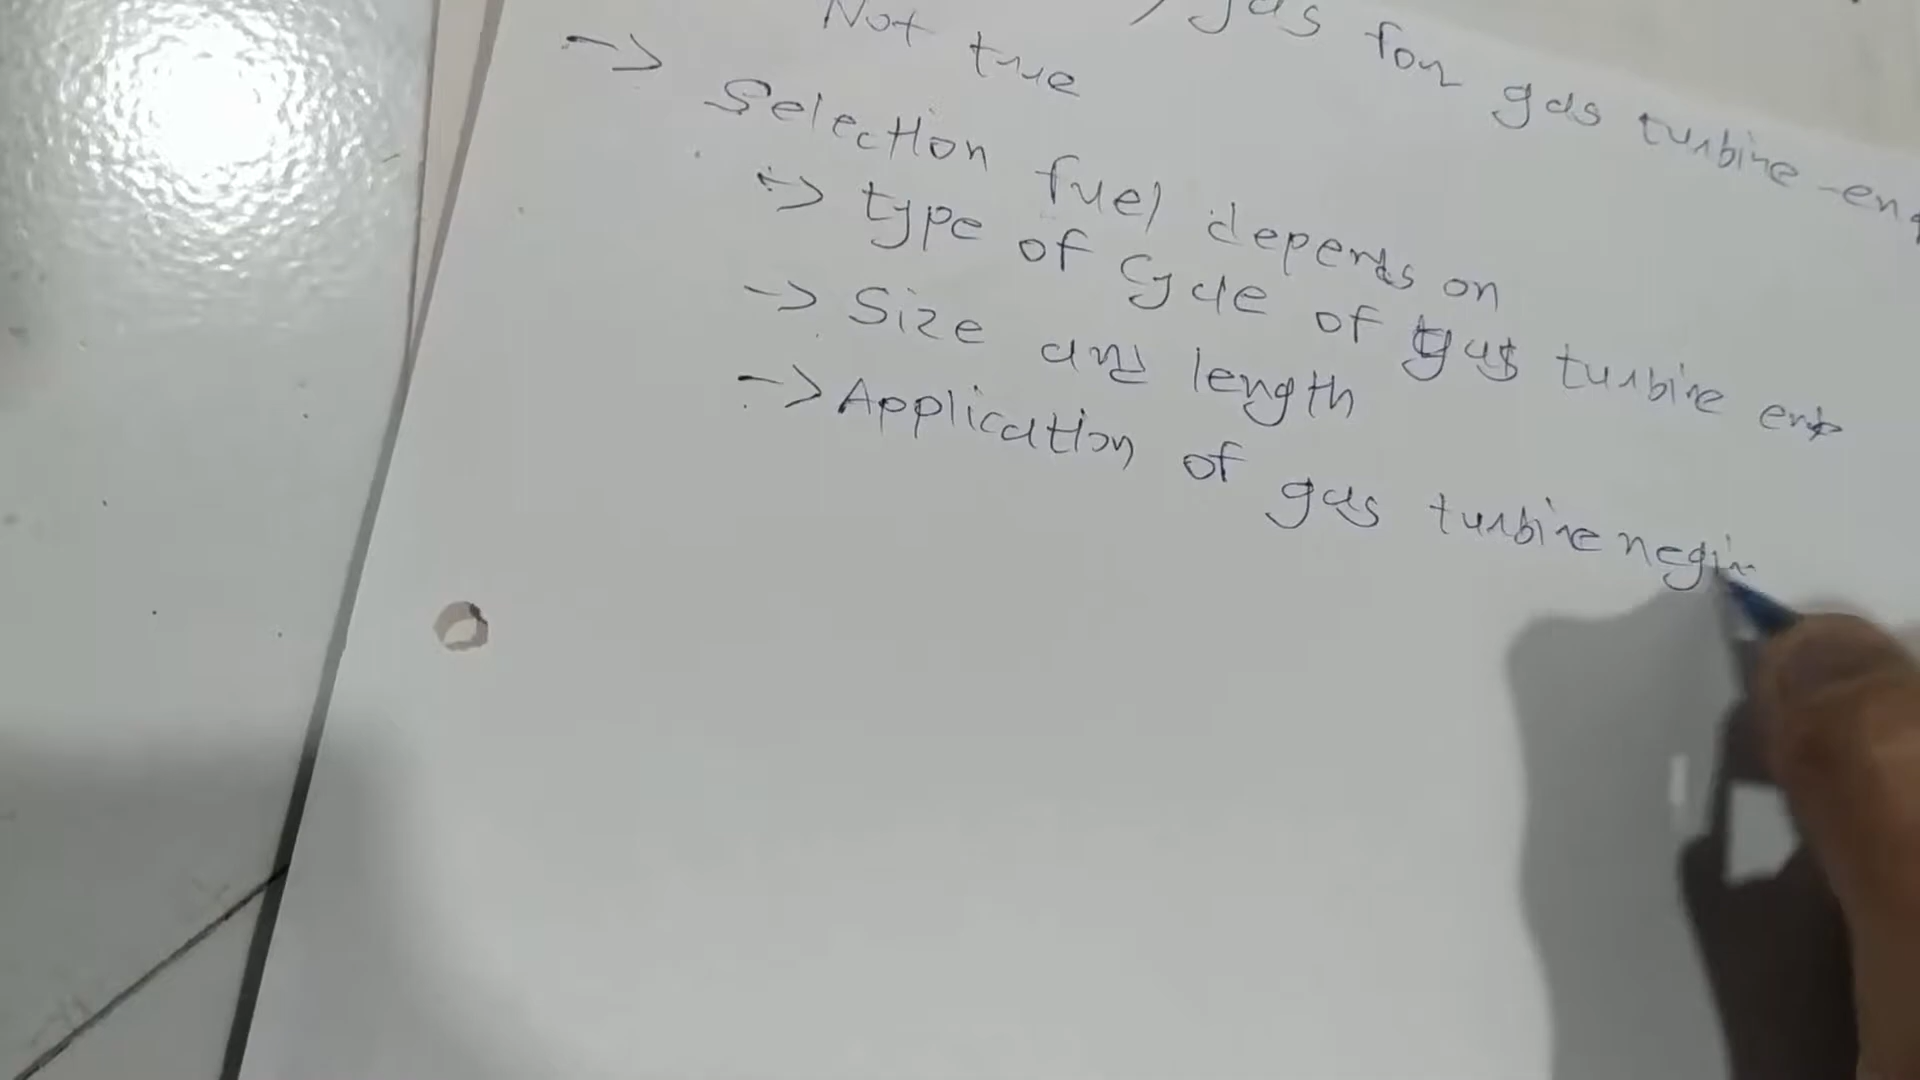 gas for gas turbine eng
Not true
-> Selection fuel depends on
-> type of cycle of gas turbine eng
-> Size and length
-> Application of gas turbine negin